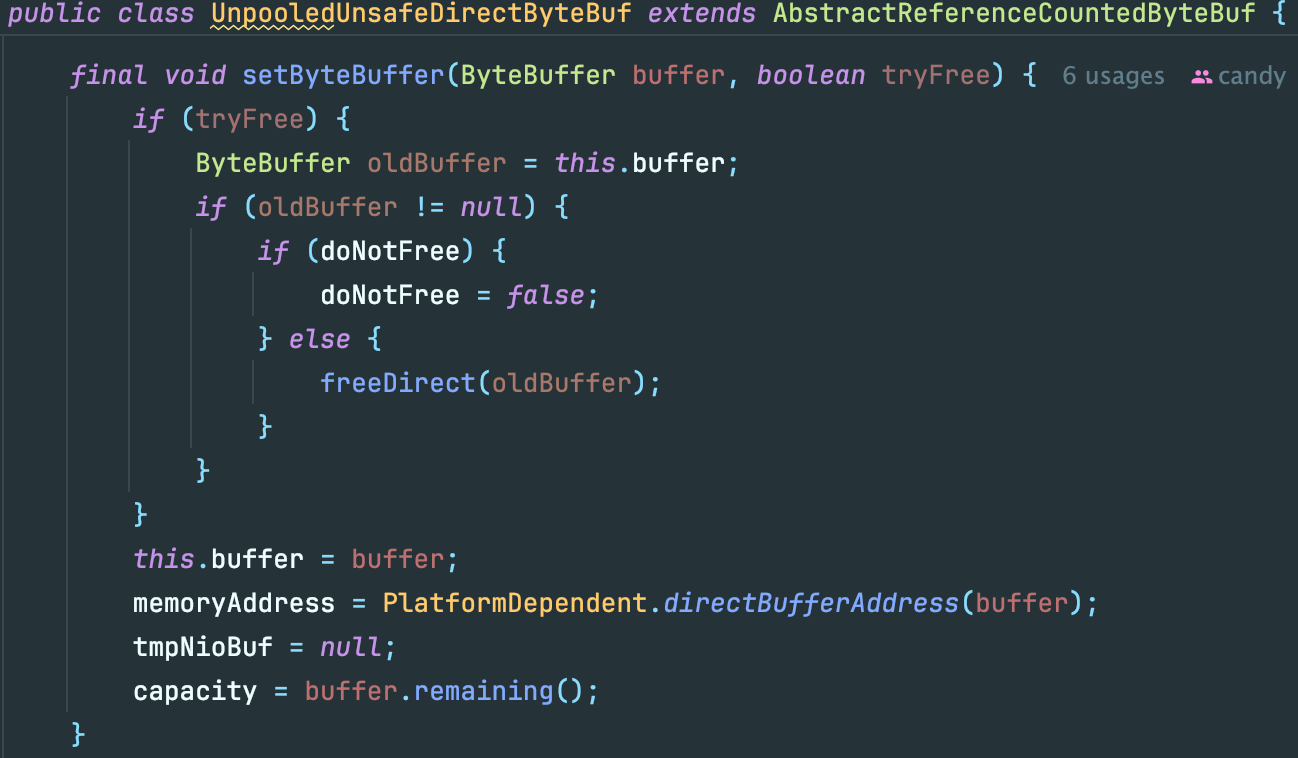 public class UnpooledUnsafeDirectByteBuf extends AbstractReferenceCountedByteBuf {
final void setByteBuffer(ByteBuffer buffer, boolean tryFree) { 6 usages candy
if (tryFree) {
ByteBuffer oldBuffer = this.buffer;
if (oldBuffer != null) {
if (doNotFree) {
doNotFree = false;
} else {
freeDirect(oldBuffer);
}
}
}
this.buffer = buffer;
memoryAddress = PlatformDependent.directBufferAddress(buffer);
tmpNioBuf = null;
capacity = buffer.remaining();
}